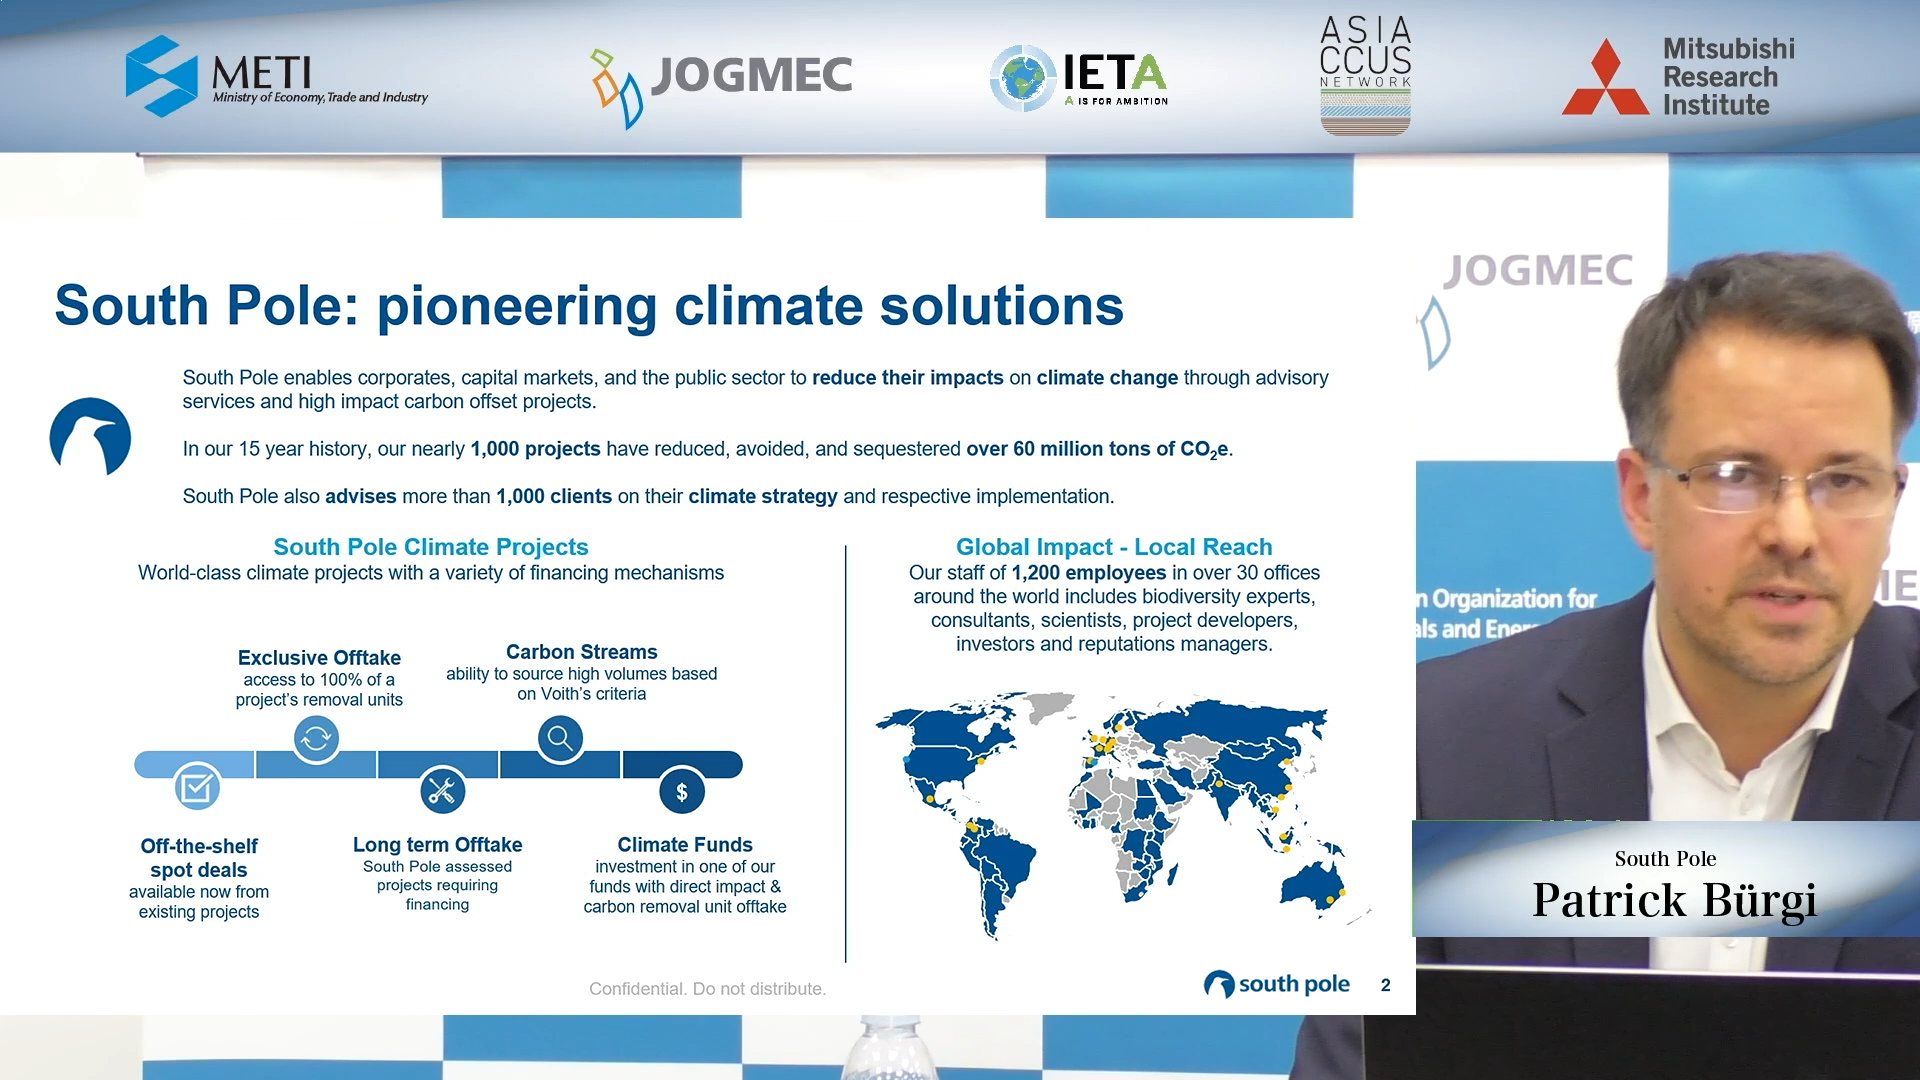 METI
Ministry of Economy, Trade and Industry
JOGMEC
IETA
A IS FOR AMBITION
ASIA
CCUS
NETWORK
Mitsubishi
Research
Institute
JOGMEC
South Pole: pioneering climate solutions
South Pole enables corporates, capital markets, and the public sector to reduce their impacts on climate change through advisory
services and high impact carbon offset projects.
In our 15 year history, our nearly 1,000 projects have reduced, avoided, and sequestered over 60 million tons of CO2e.
South Pole also advises more than 1,000 clients on their climate strategy and respective implementation.
South Pole Climate Projects
World-class climate projects with a variety of financing mechanisms
Exclusive Offtake
access to 100% of a
project's removal units
Carbon Streams
ability to source high volumes based
on Voith's criteria
$
Off-the-shelf
spot deals
available now from
existing projects
Long term Offtake
South Pole assessed
projects requiring
financing
Climate Funds
investment in one of our
funds with direct impact &
carbon removal unit offtake
Global Impact - Local Reach
Our staff of 1,200 employees in over 30 offices
around the world includes biodiversity experts,
consultants, scientists, project developers,
investors and reputations managers.
Confidential. Do not distribute.
south pole
2
n Organization for
als and Ener
South Pole
Patrick Bürgi